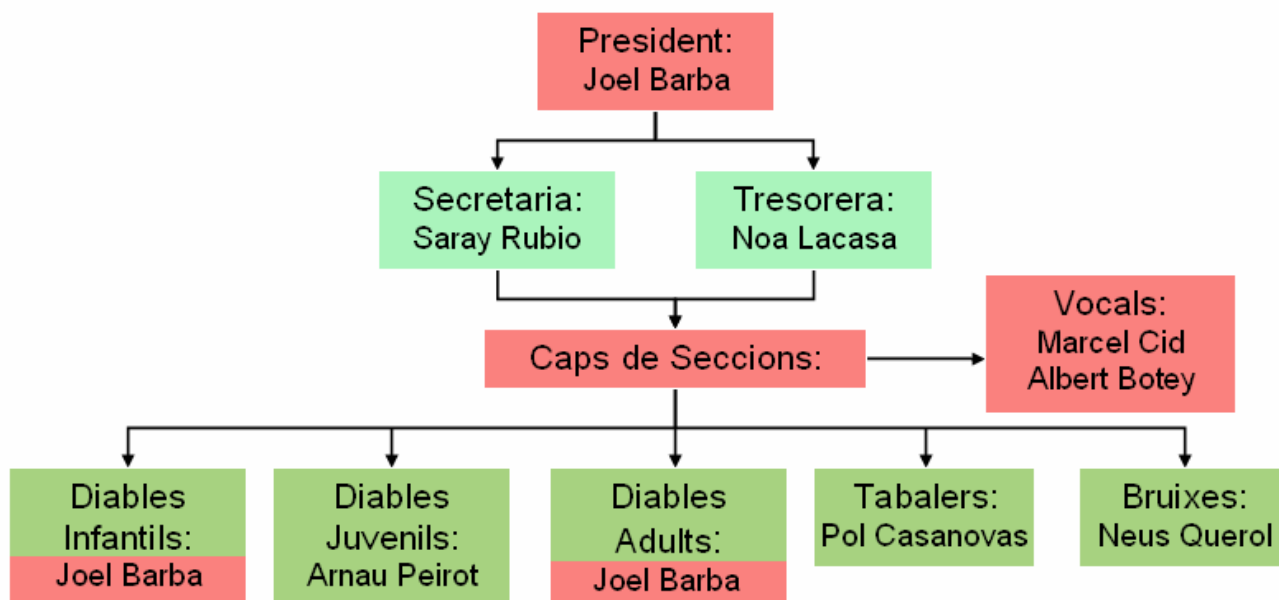 President:
Joel Barba
Secretaria:
Saray Rubio
Tresorera:
Noa Lacasa
Caps de Seccions:
Vocals:
Marcel Cid
Albert Botey
Diables
Infantils:
Joel Barba
Diables
Juvenils:
Arnau Peirot
Diables
Adults:
Joel Barba
Tabalers:
Pol Casanovas
Bruixes:
Neus Querol